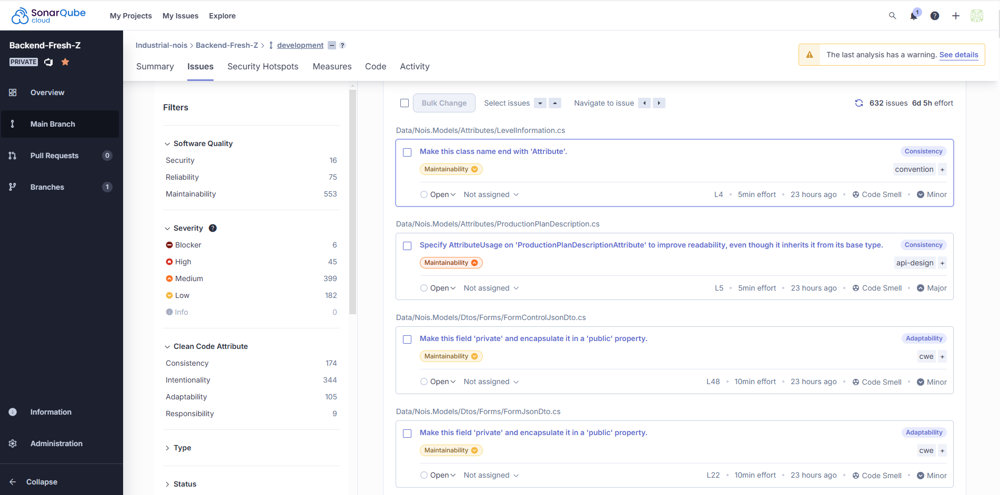 SonarQube cloud
My Projects My Issues Explore
1
?
Backend-Fresh-Z
PRIVATE
Overview
Main Branch
Pull Requests 0
Branches 1
Information
Administration
Collapse
Industrial-nois > Backend-Fresh-Z > development ?
The last analysis has a warning. See details
Summary Issues Security Hotspots Measures Code Activity
Filters
Software Quality
Security 16
Reliability 75
Maintainability 553
Severity ?
Blocker 6
High 45
Medium 399
Low 182
Info 0
Clean Code Attribute
Consistency 174
Intentionality 344
Adaptability 105
Responsibility 9
Type
Status
Bulk Change Select issues Navigate to issue 632 issues 6d 5h effort
Data/Nois.Models/Attributes/LevelInformation.cs
Make this class name end with 'Attribute'. Consistency
Maintainability convention +
Open Not assigned L4 • 5min effort • 23 hours ago • Code Smell • Minor
Data/Nois.Models/Attributes/ProductionPlanDescription.cs
Specify AttributeUsage on 'ProductionPlanDescriptionAttribute' to improve readability, even though it inherits it from its base type. Consistency
Maintainability api-design +
Open Not assigned L5 • 5min effort • 23 hours ago • Code Smell • Major
Data/Nois.Models/Dtos/Forms/FormControlJsonDto.cs
Make this field 'private' and encapsulate it in a 'public' property. Adaptability
Maintainability cwe +
Open Not assigned L48 • 10min effort • 23 hours ago • Code Smell • Minor
Data/Nois.Models/Dtos/Forms/FormJsonDto.cs
Make this field 'private' and encapsulate it in a 'public' property. Adaptability
Maintainability cwe +
Open Not assigned L22 • 10min effort • 23 hours ago • Code Smell • Minor